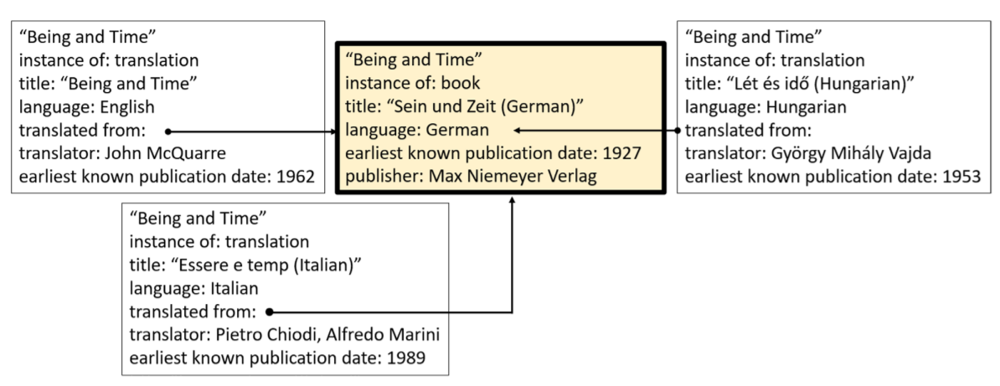 “Being and Time”
instance of: translation
title: “Being and Time”
language: English
translated from:
translator: John McQuarre
earliest known publication date: 1962
“Being and Time”
instance of: book
title: “Sein und Zeit (German)”
language: German
earliest known publication date: 1927
publisher: Max Niemeyer Verlag
“Being and Time”
instance of: translation
title: “Lét és idő (Hungarian)”
language: Hungarian
translated from:
translator: György Mihály Vajda
earliest known publication date: 1953
“Being and Time”
instance of: translation
title: “Essere e temp (Italian)”
language: Italian
translated from:
translator: Pietro Chiodi, Alfredo Marini
earliest known publication date: 1989